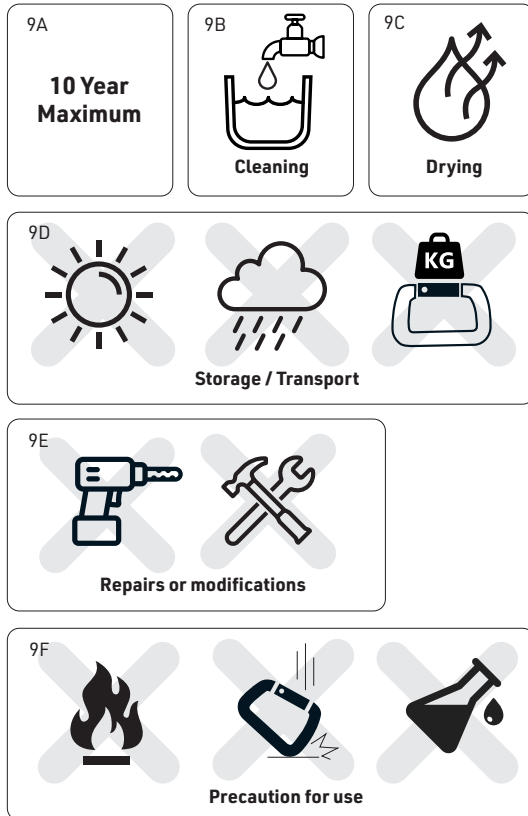 9A
10 Year
Maximum
9B
Cleaning
9C
Drying
9D
KG
Storage / Transport
9E
Repairs or modifications
9F
Precaution for use